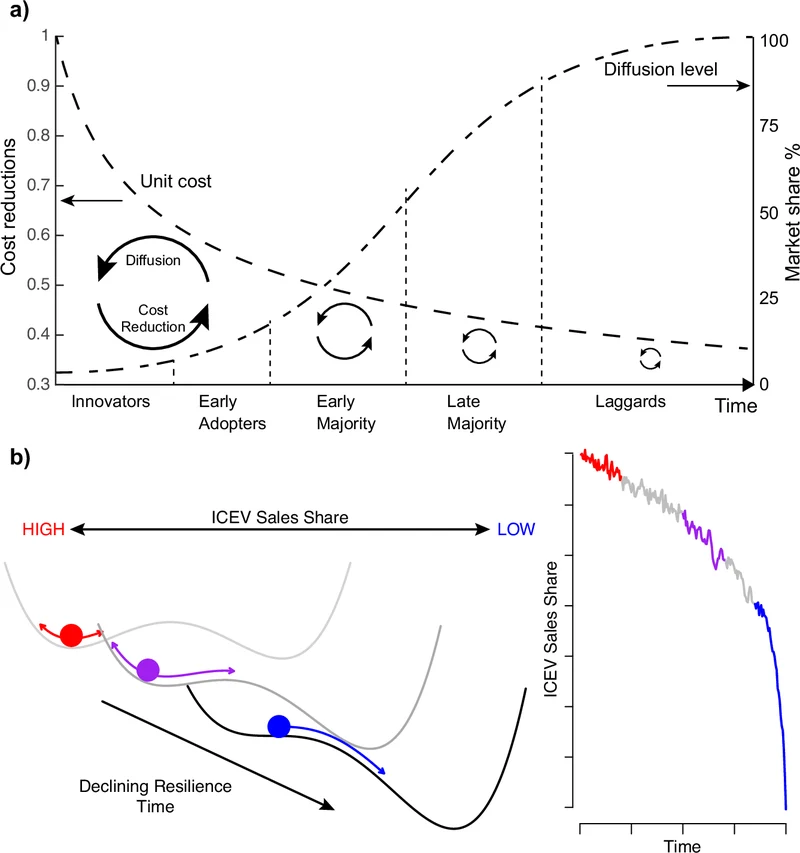 a)
1
0.9
0.8
0.7
0.6
0.5
0.4
0.3
Cost reductions
Unit cost
Diffusion
Cost
Reduction
Diffusion level
100
75
50
25
0
Market share %
Innovators
Early
Adopters
Early
Majority
Late
Majority
Laggards
Time
b)
ICEV Sales Share
HIGH
LOW
Declining Resilience
Time
ICEV Sales Share
Time